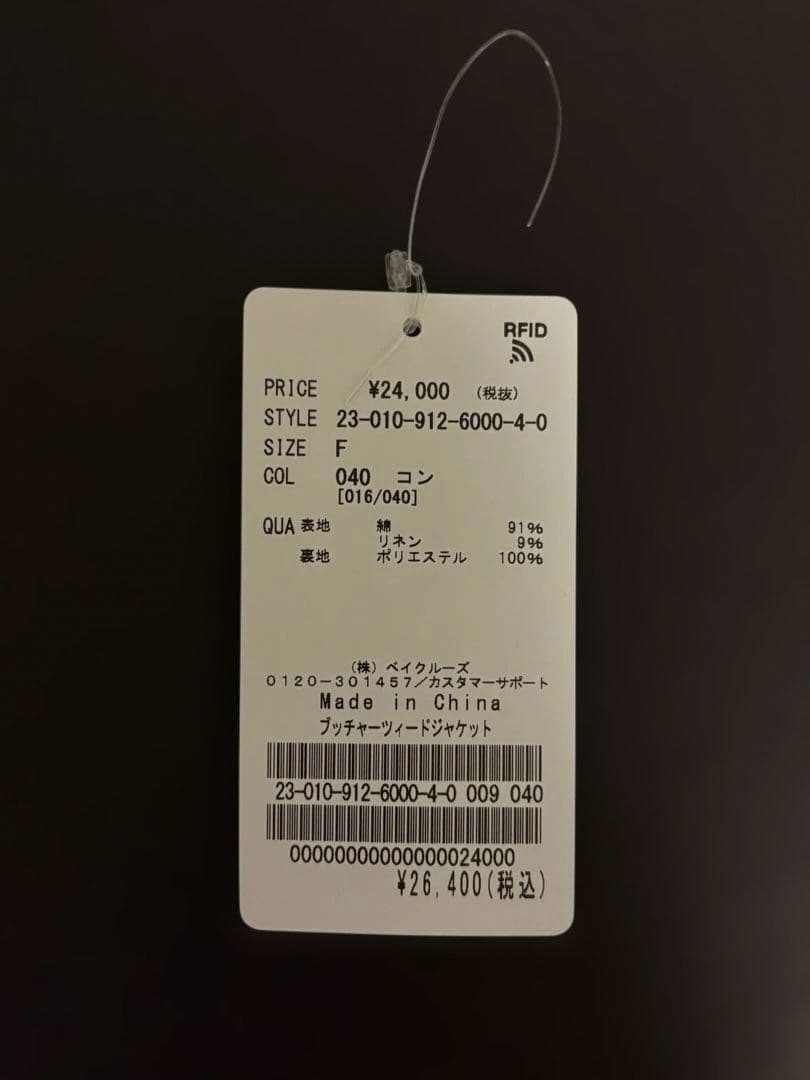 RFID
PRICE ¥24,000 (税抜)
STYLE 23-010-912-6000-4-0
SIZE F
COL 040 コン
[016/040]
QUA 表地 綿 91%
リネン 9%
裏地 ポリエステル 100%
(株) ベイクルーズ
0120-301457/カスタマーサポート
Made in China
ブッチャーツィードジャケット
23-010-912-6000-4-0 009 040
00000000000000024000
¥26,400(税込)